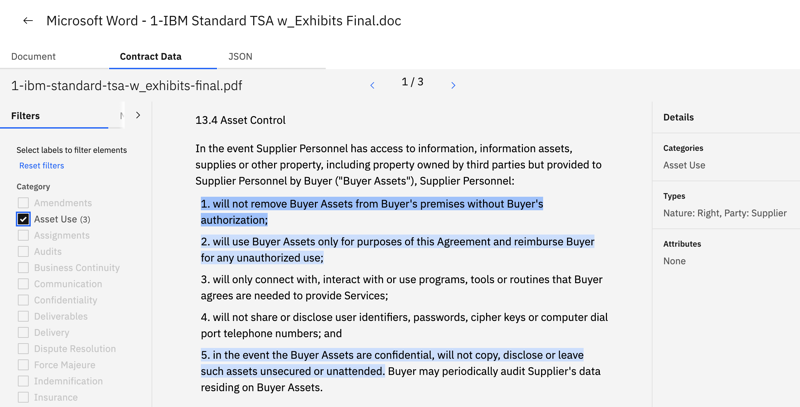 ← Microsoft Word - 1-IBM Standard TSA w_Exhibits Final.doc
Document Contract Data JSON
1-ibm-standard-tsa-w_exhibits-final.pdf
1 / 3
Filters
Select labels to filter elements
Reset filters
Category
Amendments
Asset Use (3)
Assignments
Audits
Business Continuity
Communication
Confidentiality
Deliverables
Delivery
Dispute Resolution
Force Majeure
Indemnification
Insurance
13.4 Asset Control
In the event Supplier Personnel has access to information, information assets,
supplies or other property, including property owned by third parties but provided to
Supplier Personnel by Buyer ("Buyer Assets"), Supplier Personnel:
1. will not remove Buyer Assets from Buyer's premises without Buyer's
authorization;
2. will use Buyer Assets only for purposes of this Agreement and reimburse Buyer
for any unauthorized use;
3. will only connect with, interact with or use programs, tools or routines that Buyer
agrees are needed to provide Services;
4. will not share or disclose user identifiers, passwords, cipher keys or computer dial
port telephone numbers; and
5. in the event the Buyer Assets are confidential, will not copy, disclose or leave
such assets unsecured or unattended. Buyer may periodically audit Supplier's data
residing on Buyer Assets.
Details
Categories
Asset Use
Types
Nature: Right, Party: Supplier
Attributes
None